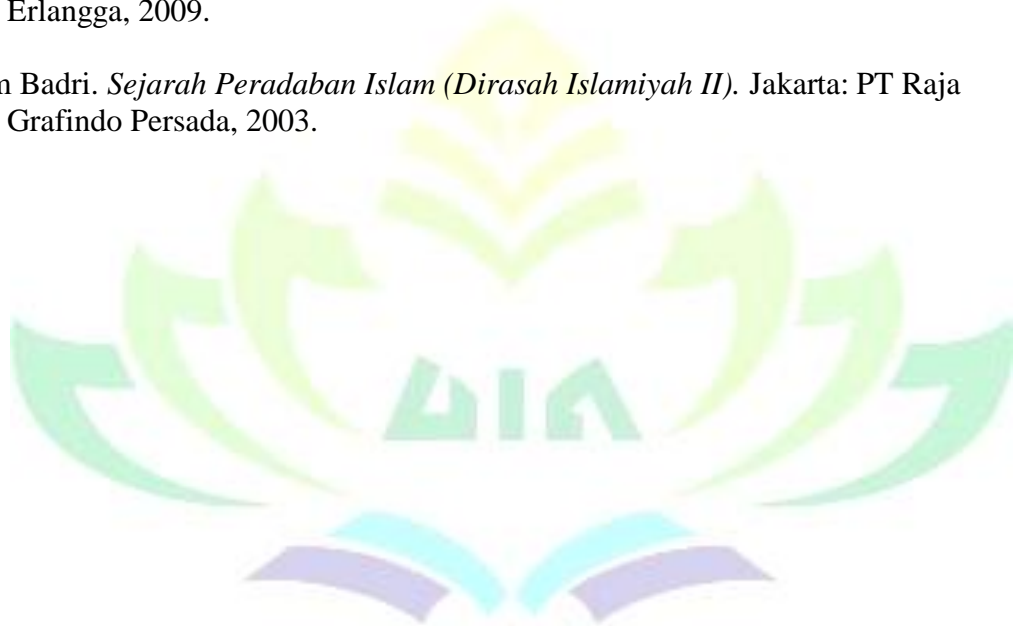 Erlangga, 2009.
Badri. Sejarah Peradaban Islam (Dirasah Islamiyah II). Jakarta: PT Raja
Grafindo Persada, 2003.